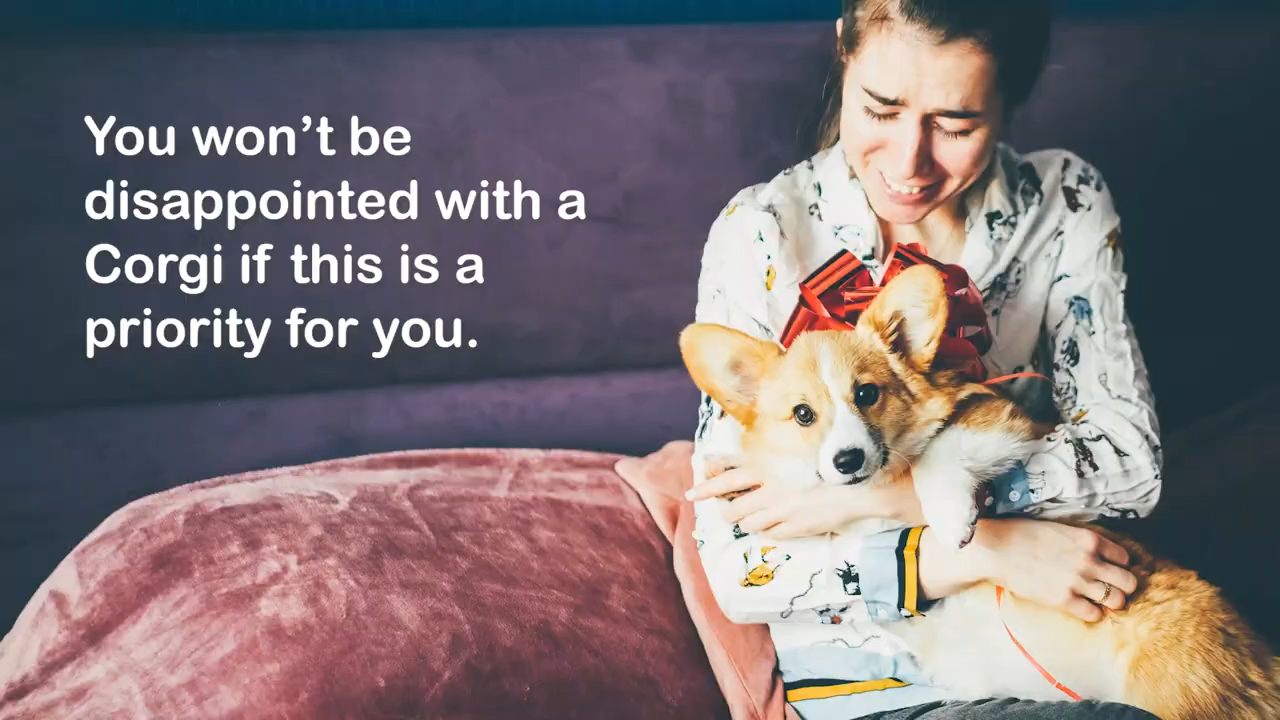 You won’t be
disappointed with a
Corgi if this is a
priority for you.